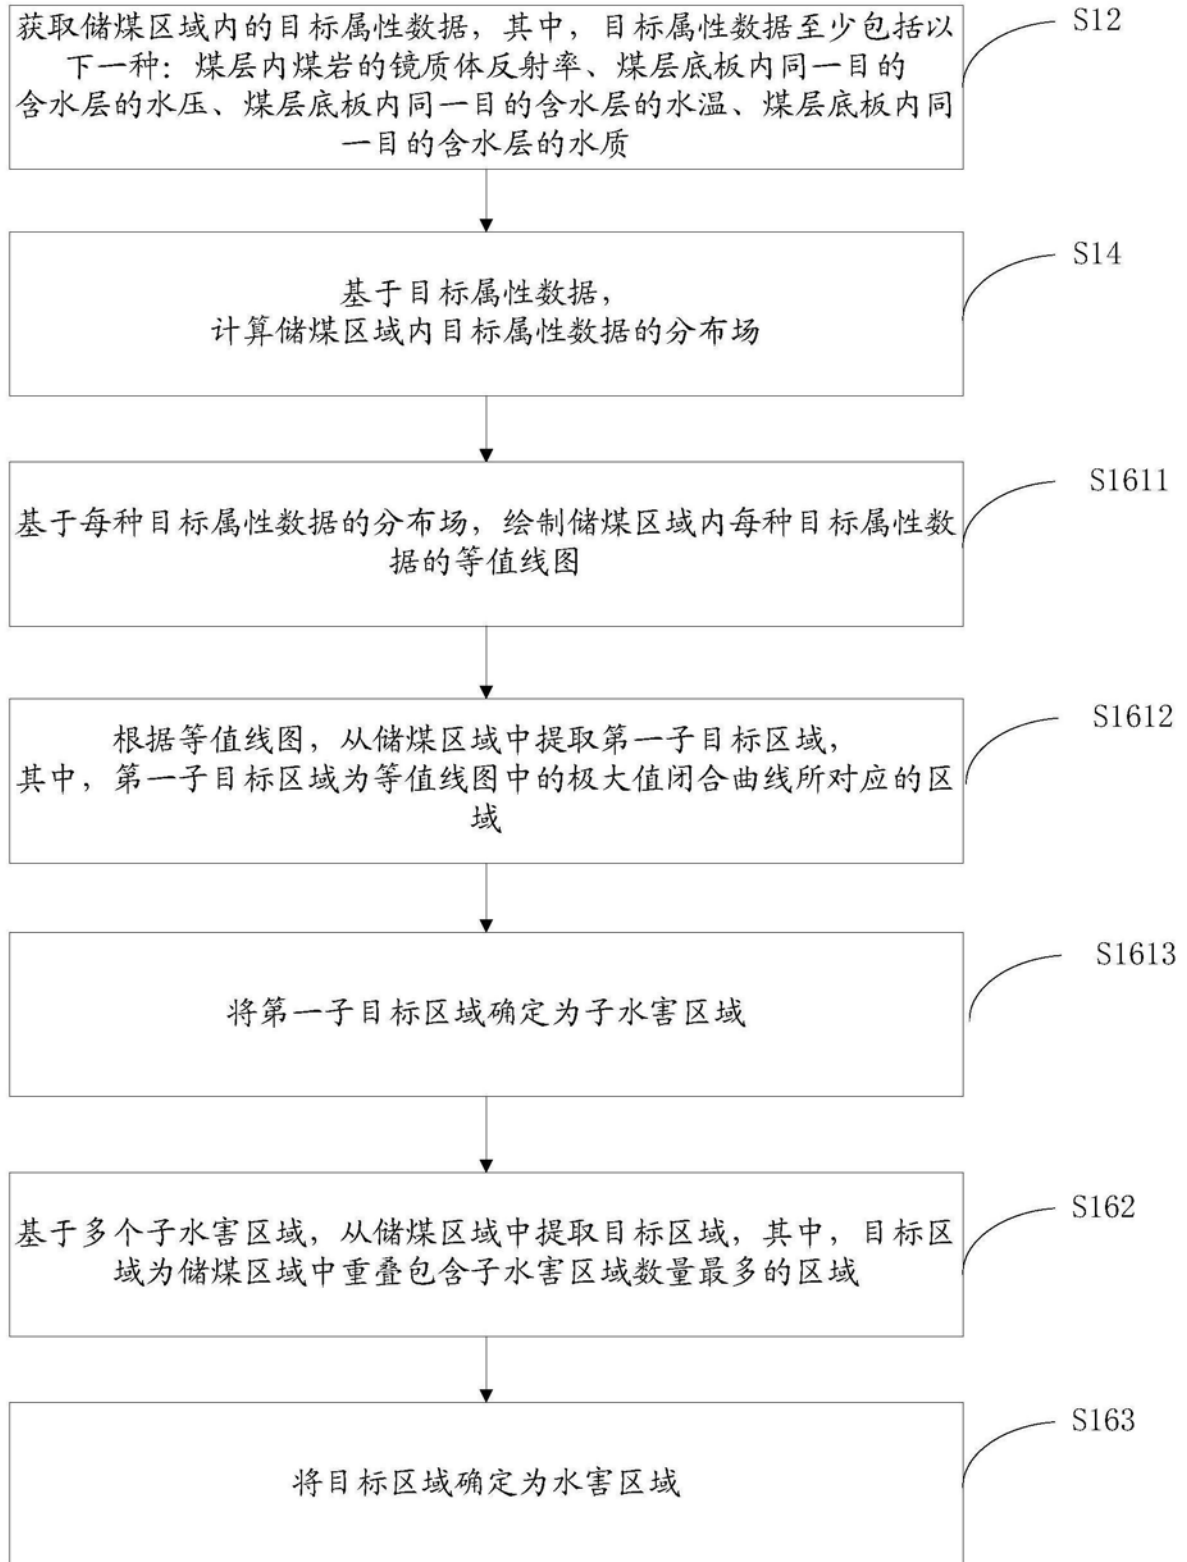 获取储煤区域内的目标属性数据，其中，目标属性数据至少包括以
下一种：煤层内煤岩的镜质体反射率、煤层底板内同一目的
含水层的水压、煤层底板内同一目的含水层的水温、煤层底板内同
一目的含水层的水质
S12
基于目标属性数据，
计算储煤区域内目标属性数据的分布场
S14
基于每种目标属性数据的分布场，绘制储煤区域内每种目标属性数
据的等值线图
S1611
根据等值线图，从储煤区域中提取第一子目标区域，
其中，第一子目标区域为等值线图中的极大值闭合曲线所对应的区
域
S1612
将第一子目标区域确定为子水害区域
S1613
基于多个子水害区域，从储煤区域中提取目标区域，其中，目标区
域为储煤区域中重叠包含子水害区域数量最多的区域
S162
将目标区域确定为水害区域
S163